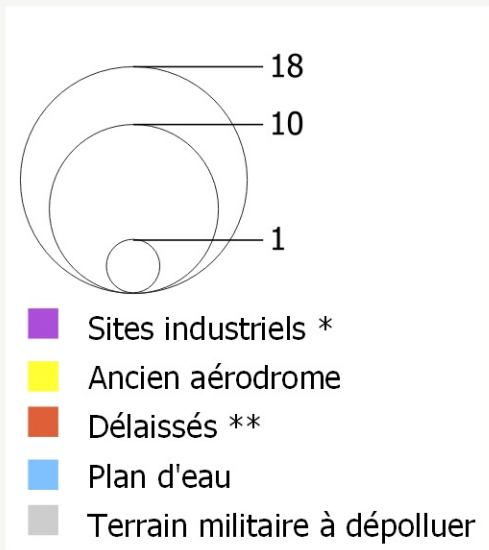 18
10
1
Sites industriels *
Ancien aérodrome
Délaissés **
Plan d'eau
Terrain militaire à dépolluer